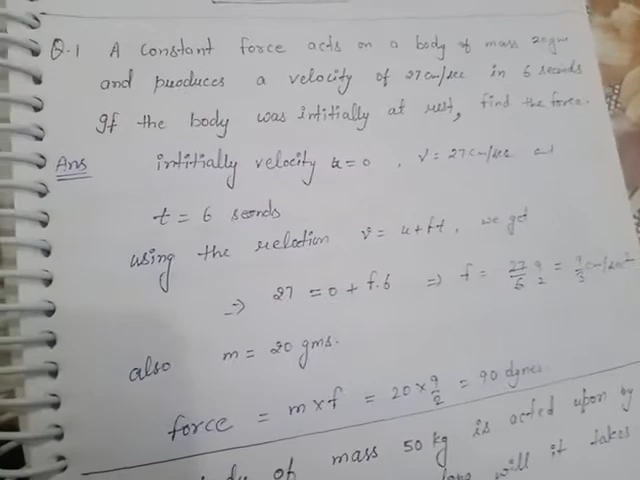 Q.1 A constant force acts on a body of mass 20gm
and produces a velocity of 27cm/sec in 6 seconds
If the body was intitially at rest, find the force.
Ans intitially velocity u=0 , v=27cm/sec and
t = 6 seconds
using the relation v = u+ft, we get
→ 27 = 0 + f.6 ⇒ f = 27/6 9/2 = 9/2 cm/sec²
also m = 20 gms.
force = m×f = 20×9/2 = 90 dynes
of mass 50 kg is acted upon by
long will it takes